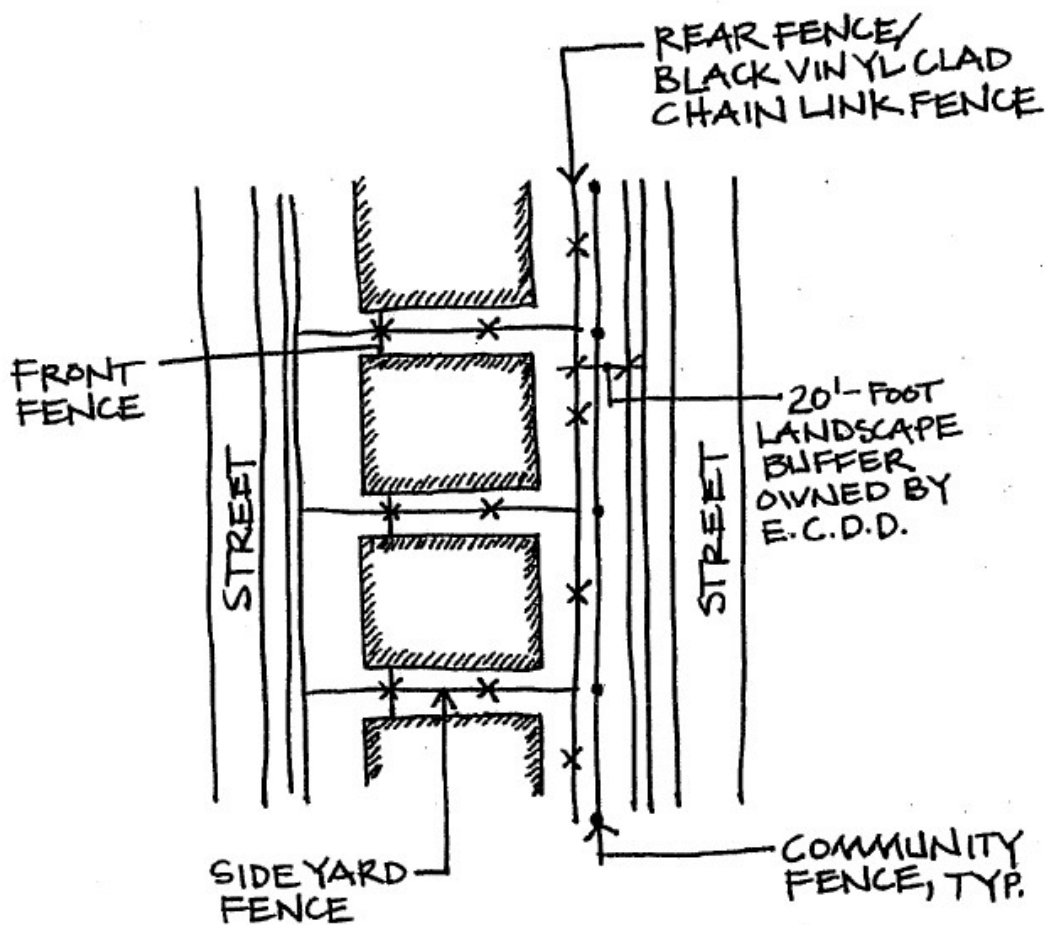 REAR FENCE/
BLACK VINYL CLAD
CHAIN LINK FENCE
FRONT
FENCE
STREET
20'-FOOT
LANDSCAPE
BUFFER
OWNED BY
E.C.D.D.
STREET
SIDE YARD
FENCE
COMMUNITY
FENCE, TYP.